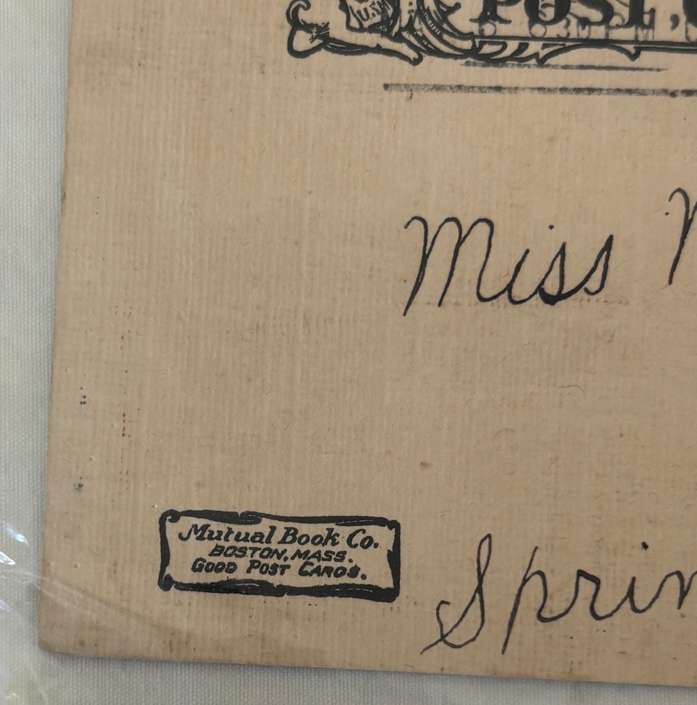 U.S.
POST
Miss
Mutual Book Co.
BOSTON, MASS.
GOOD POST CARDS.
Sprin